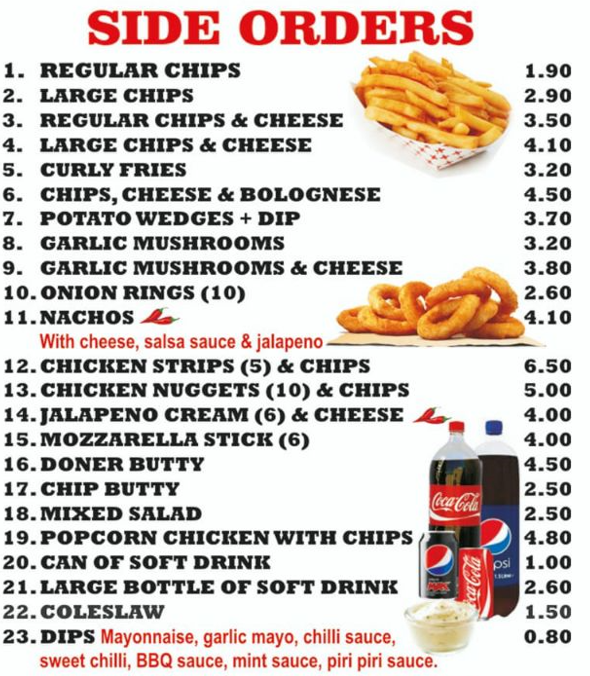 SIDE ORDERS
1. REGULAR CHIPS 1.90
2. LARGE CHIPS 2.90
3. REGULAR CHIPS & CHEESE 3.50
4. LARGE CHIPS & CHEESE 4.10
5. CURLY FRIES 3.20
6. CHIPS, CHEESE & BOLOGNESE 4.50
7. POTATO WEDGES + DIP 3.70
8. GARLIC MUSHROOMS 3.20
9. GARLIC MUSHROOMS & CHEESE 3.80
10. ONION RINGS (10) 2.60
11. NACHOS 4.10
With cheese, salsa sauce & jalapeno
12. CHICKEN STRIPS (5) & CHIPS 6.50
13. CHICKEN NUGGETS (10) & CHIPS 5.00
14. JALAPENO CREAM (6) & CHEESE 4.00
15. MOZZARELLA STICK (6) 4.00
16. DONER BUTTY 4.50
17. CHIP BUTTY 2.50
18. MIXED SALAD 2.50
19. POPCORN CHICKEN WITH CHIPS 4.80
20. CAN OF SOFT DRINK 1.00
21. LARGE BOTTLE OF SOFT DRINK 2.60
22. COLESLAW 1.50
23. DIPS Mayonnaise, garlic mayo, chilli sauce, 0.80
sweet chilli, BBQ sauce, mint sauce, piri piri sauce.
Coca-Cola
psi
MAX
Coca-Cola